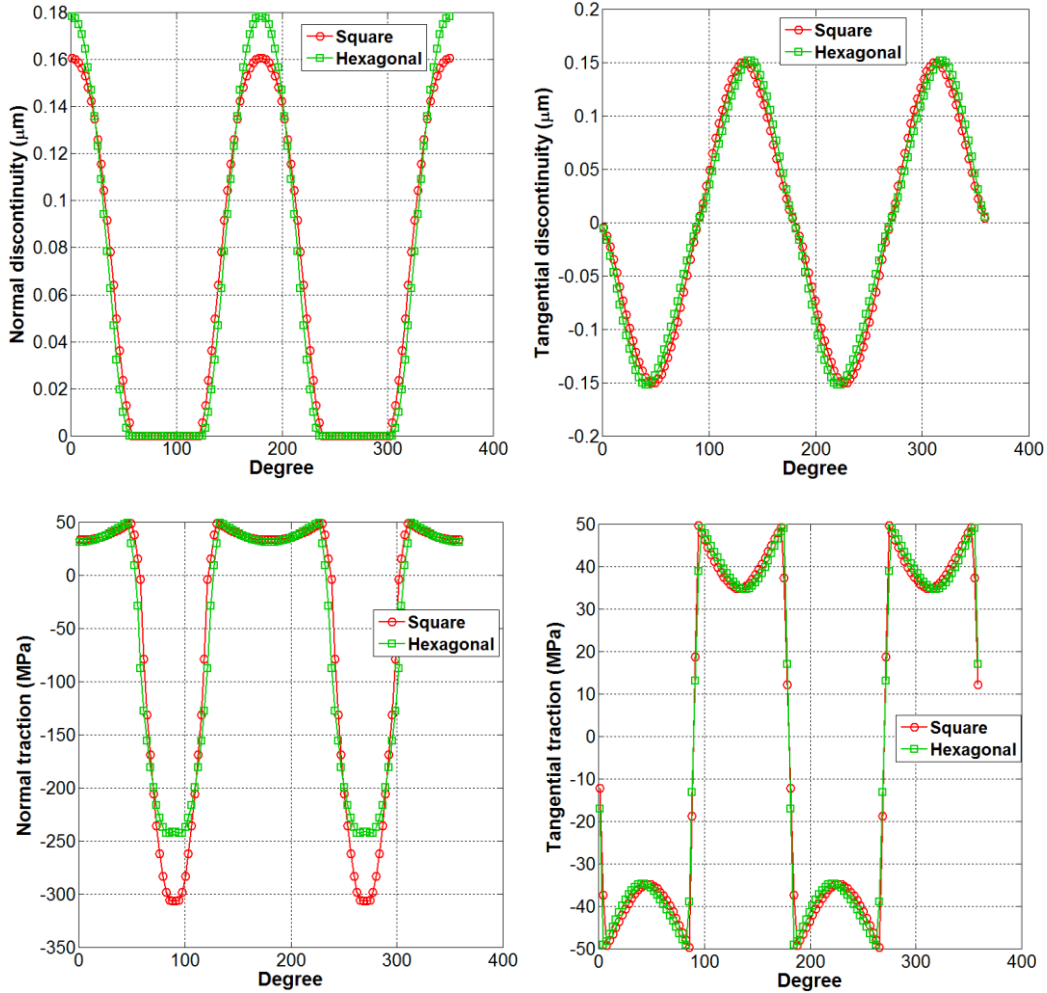 0.18
0.16
0.14
0.12
0.1
0.08
0.06
0.04
0.02
0
Normal discontinuity (μm)
Square
Hexagonal
0 100 200 300 400
Degree
0.2
0.15
0.1
0.05
0
-0.05
-0.1
-0.15
-0.2
Tangential discontinuity (μm)
Square
Hexagonal
0 100 200 300 400
Degree
50
0
-50
-100
-150
-200
-250
-300
-350
Normal traction (MPa)
Square
Hexagonal
0 100 200 300 400
Degree
50
40
30
20
10
0
-10
-20
-30
-40
-50
Tangential traction (MPa)
Square
Hexagonal
0 100 200 300 400
Degree